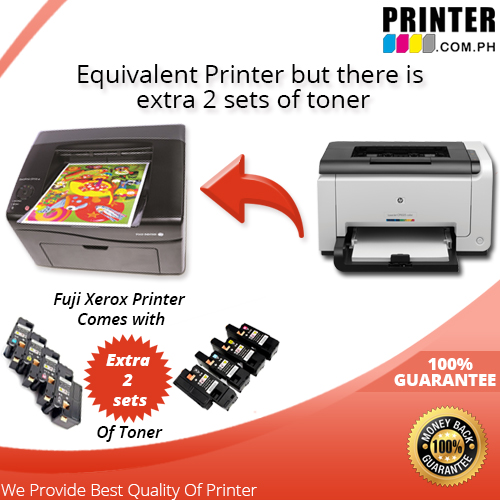 PRINTER
.COM.PH
Equivalent Printer but there is
extra 2 sets of toner
Fuji Xerox Printer
Comes with
Extra
2
sets
Of Toner
100%
GUARANTEE
MONEY BACK
100%
GUARANTEE
We Provide Best Quality Of Printer